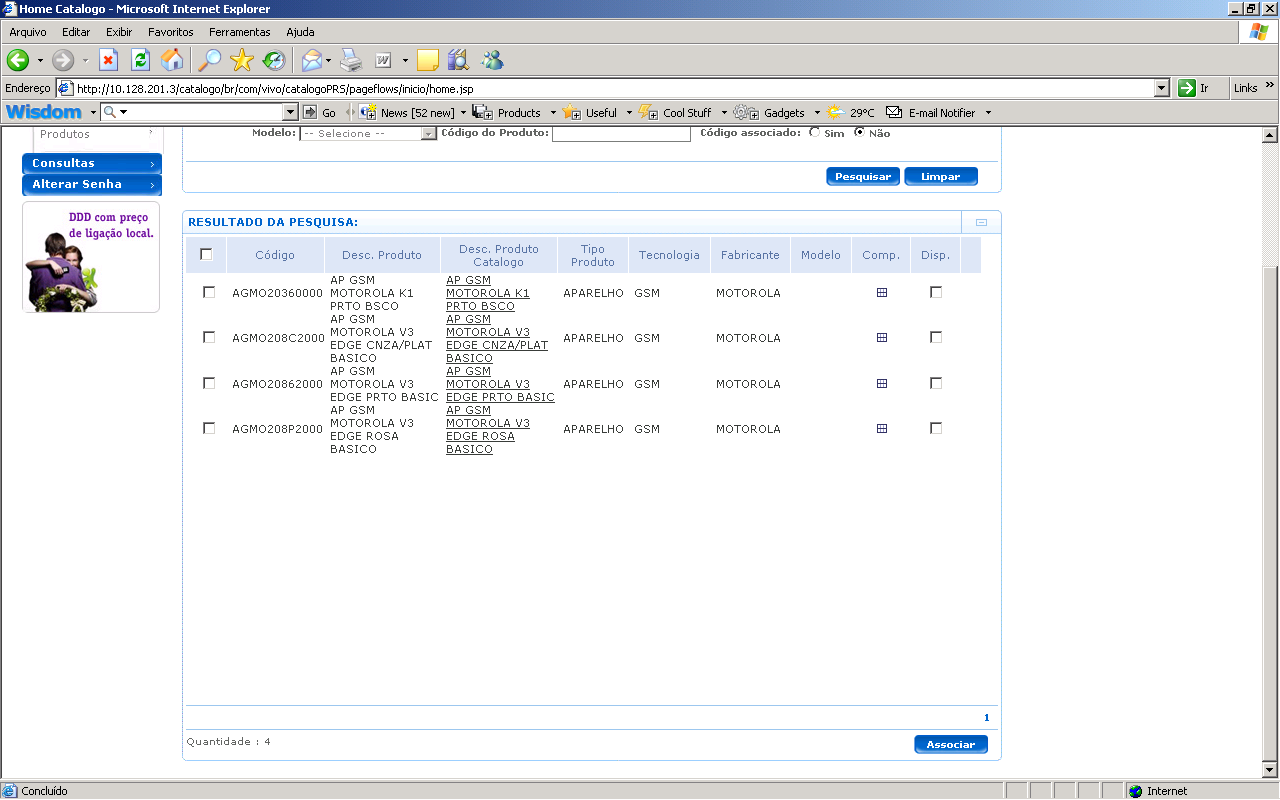 Home Catalogo - Microsoft Internet Explorer
Arquivo Editar Exibir Favoritos Ferramentas Ajuda
Endereço http://10.128.201.3/catalogo/br/com/vivo/catalogoPRS/pageflows/inicio/home.jsp Ir Links »
Wisdom Go News [52 new] Products Useful Cool Stuff Gadgets 29°C E-mail Notifier
Produtos ›
Modelo: -- Selecione -- Código do Produto: Código associado: Sim Não
Consultas ›
Alterar Senha ›
Pesquisar Limpar
DDD com preço
de ligação local.
RESULTADO DA PESQUISA:
Código Desc. Produto Desc. Produto Catalogo Tipo Produto Tecnologia Fabricante Modelo Comp. Disp.
AGMO20360000 AP GSM MOTOROLA K1 PRTO BSCO AP GSM MOTOROLA K1 PRTO BSCO APARELHO GSM MOTOROLA
AGMO208C2000 AP GSM MOTOROLA V3 EDGE CNZA/PLAT BASICO AP GSM MOTOROLA V3 EDGE CNZA/PLAT BASICO APARELHO GSM MOTOROLA
AGMO20862000 AP GSM MOTOROLA V3 EDGE PRTO BASIC AP GSM MOTOROLA V3 EDGE PRTO BASIC APARELHO GSM MOTOROLA
AGMO208P2000 AP GSM MOTOROLA V3 EDGE ROSA BASICO AP GSM MOTOROLA V3 EDGE ROSA BASICO APARELHO GSM MOTOROLA
1
Quantidade : 4
Associar
Concluído Internet